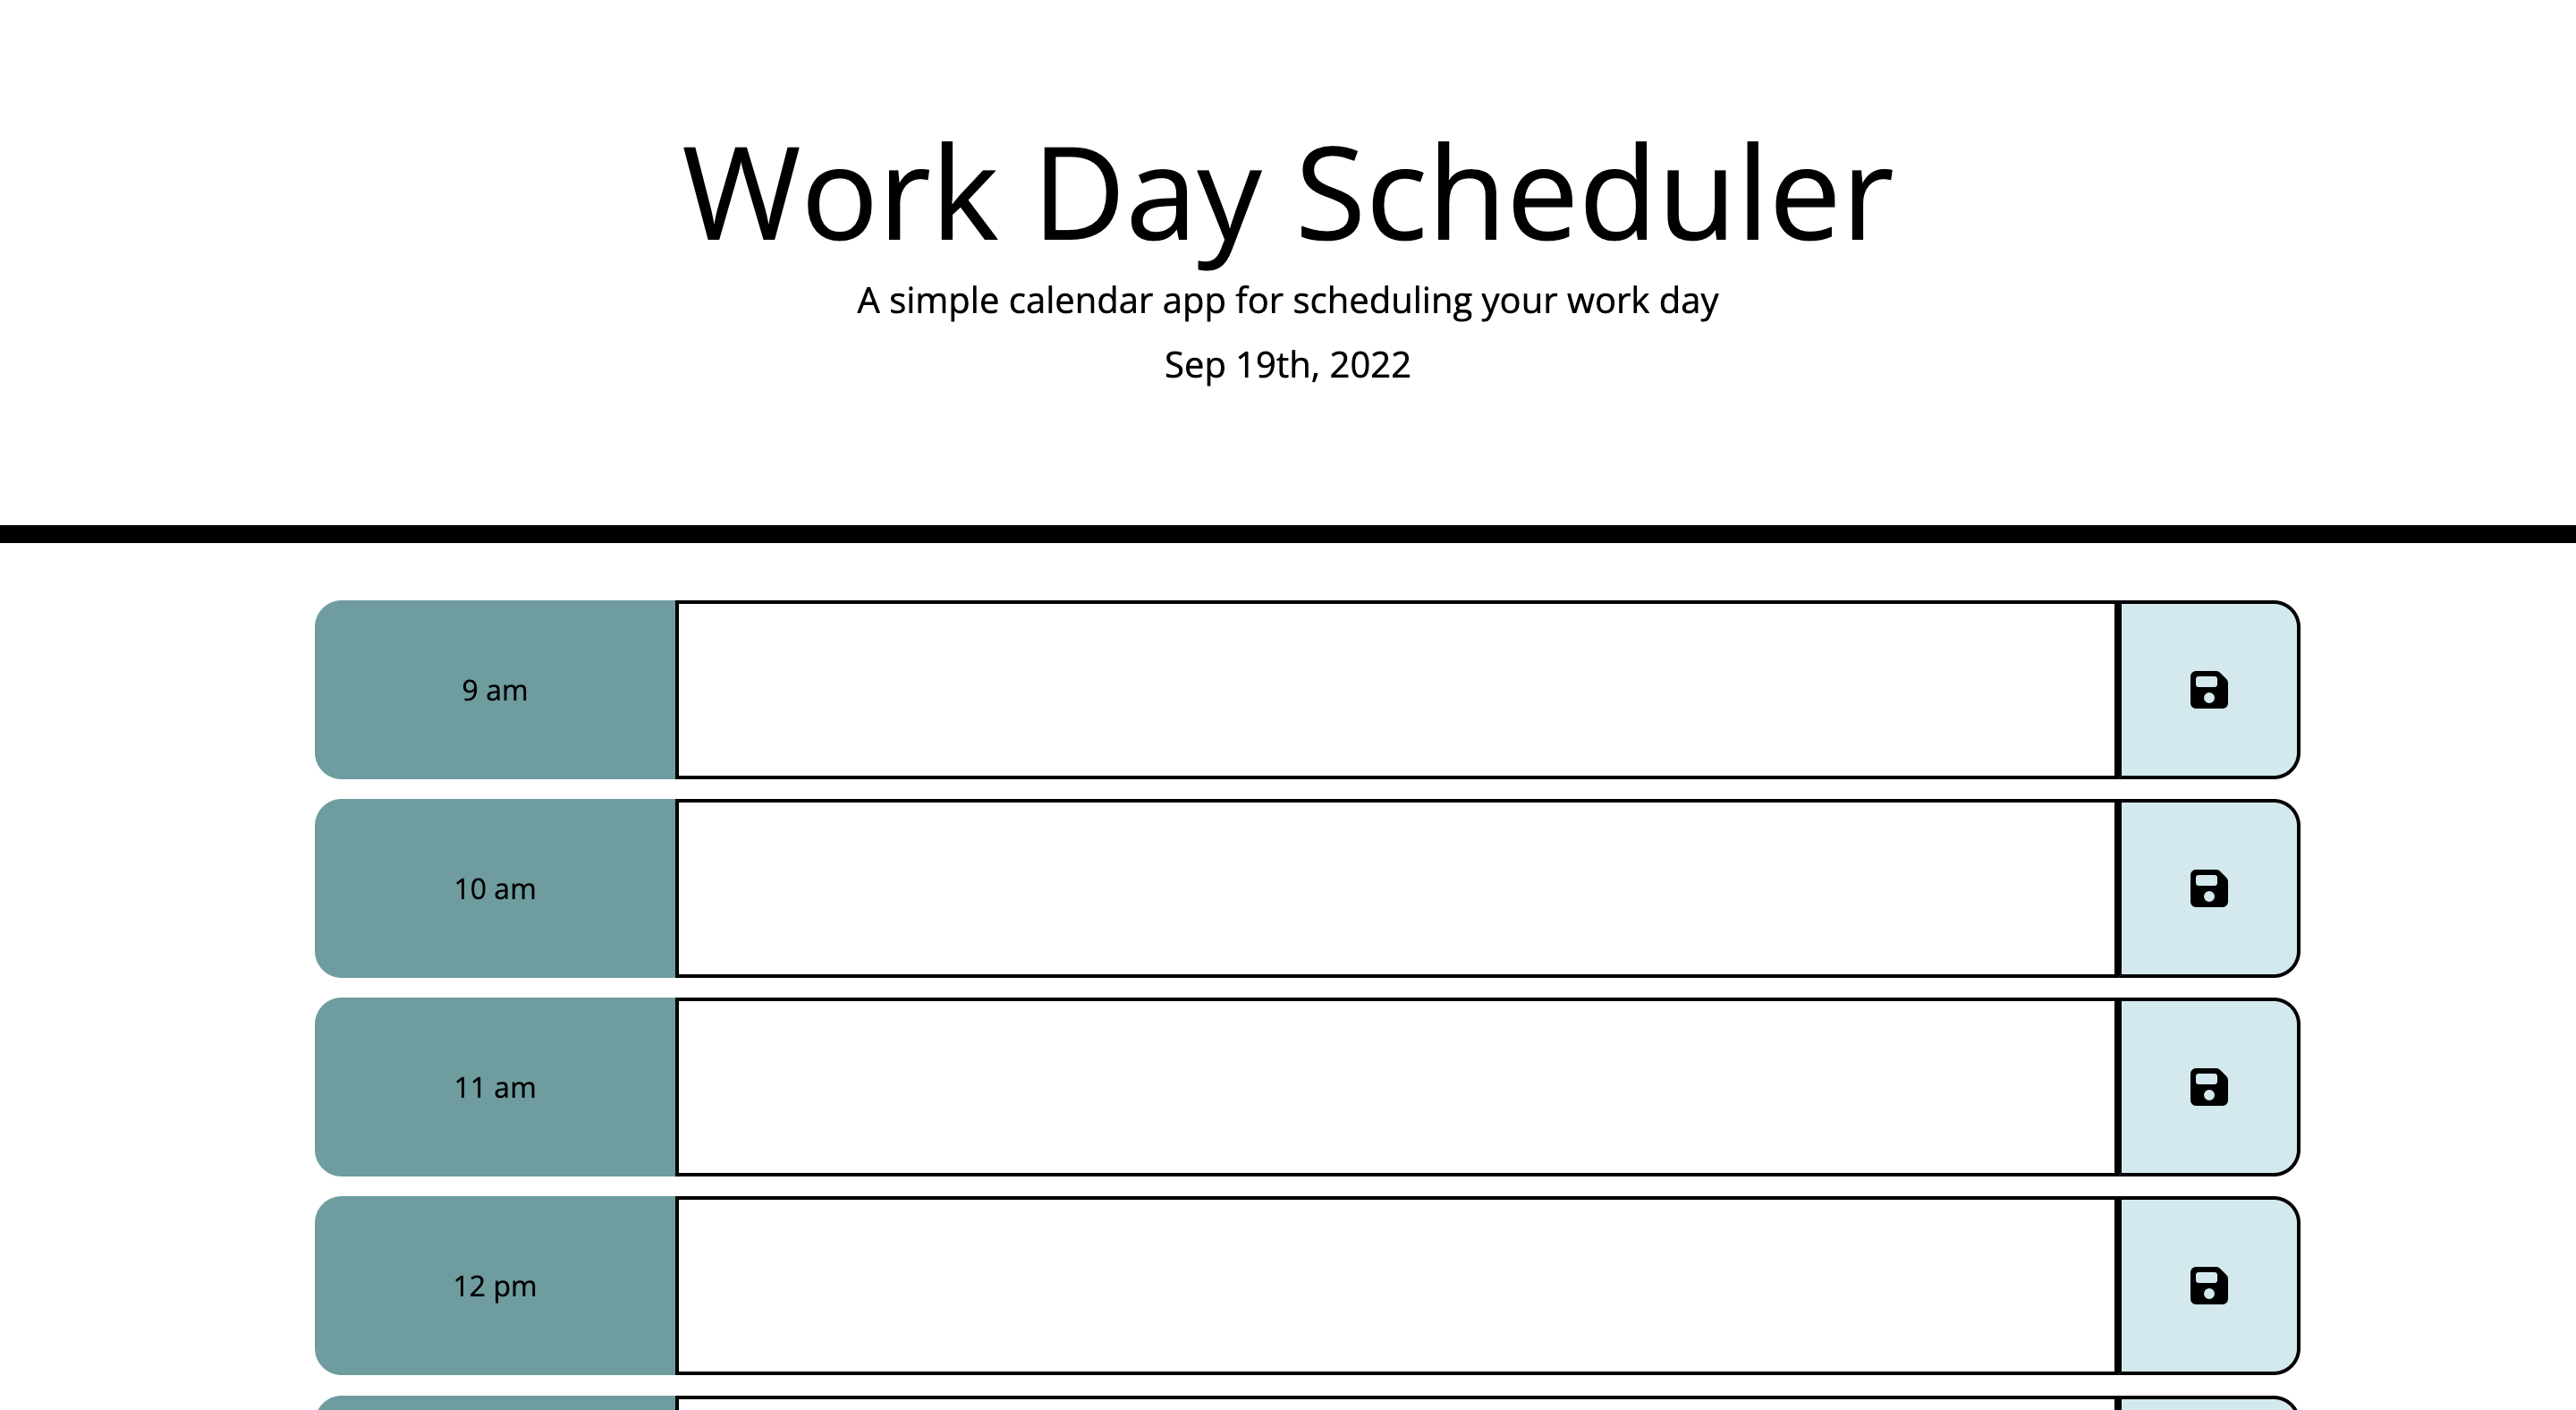 Work Day Scheduler
A simple calendar app for scheduling your work day
Sep 19th, 2022
9 am
10 am
11 am
12 pm